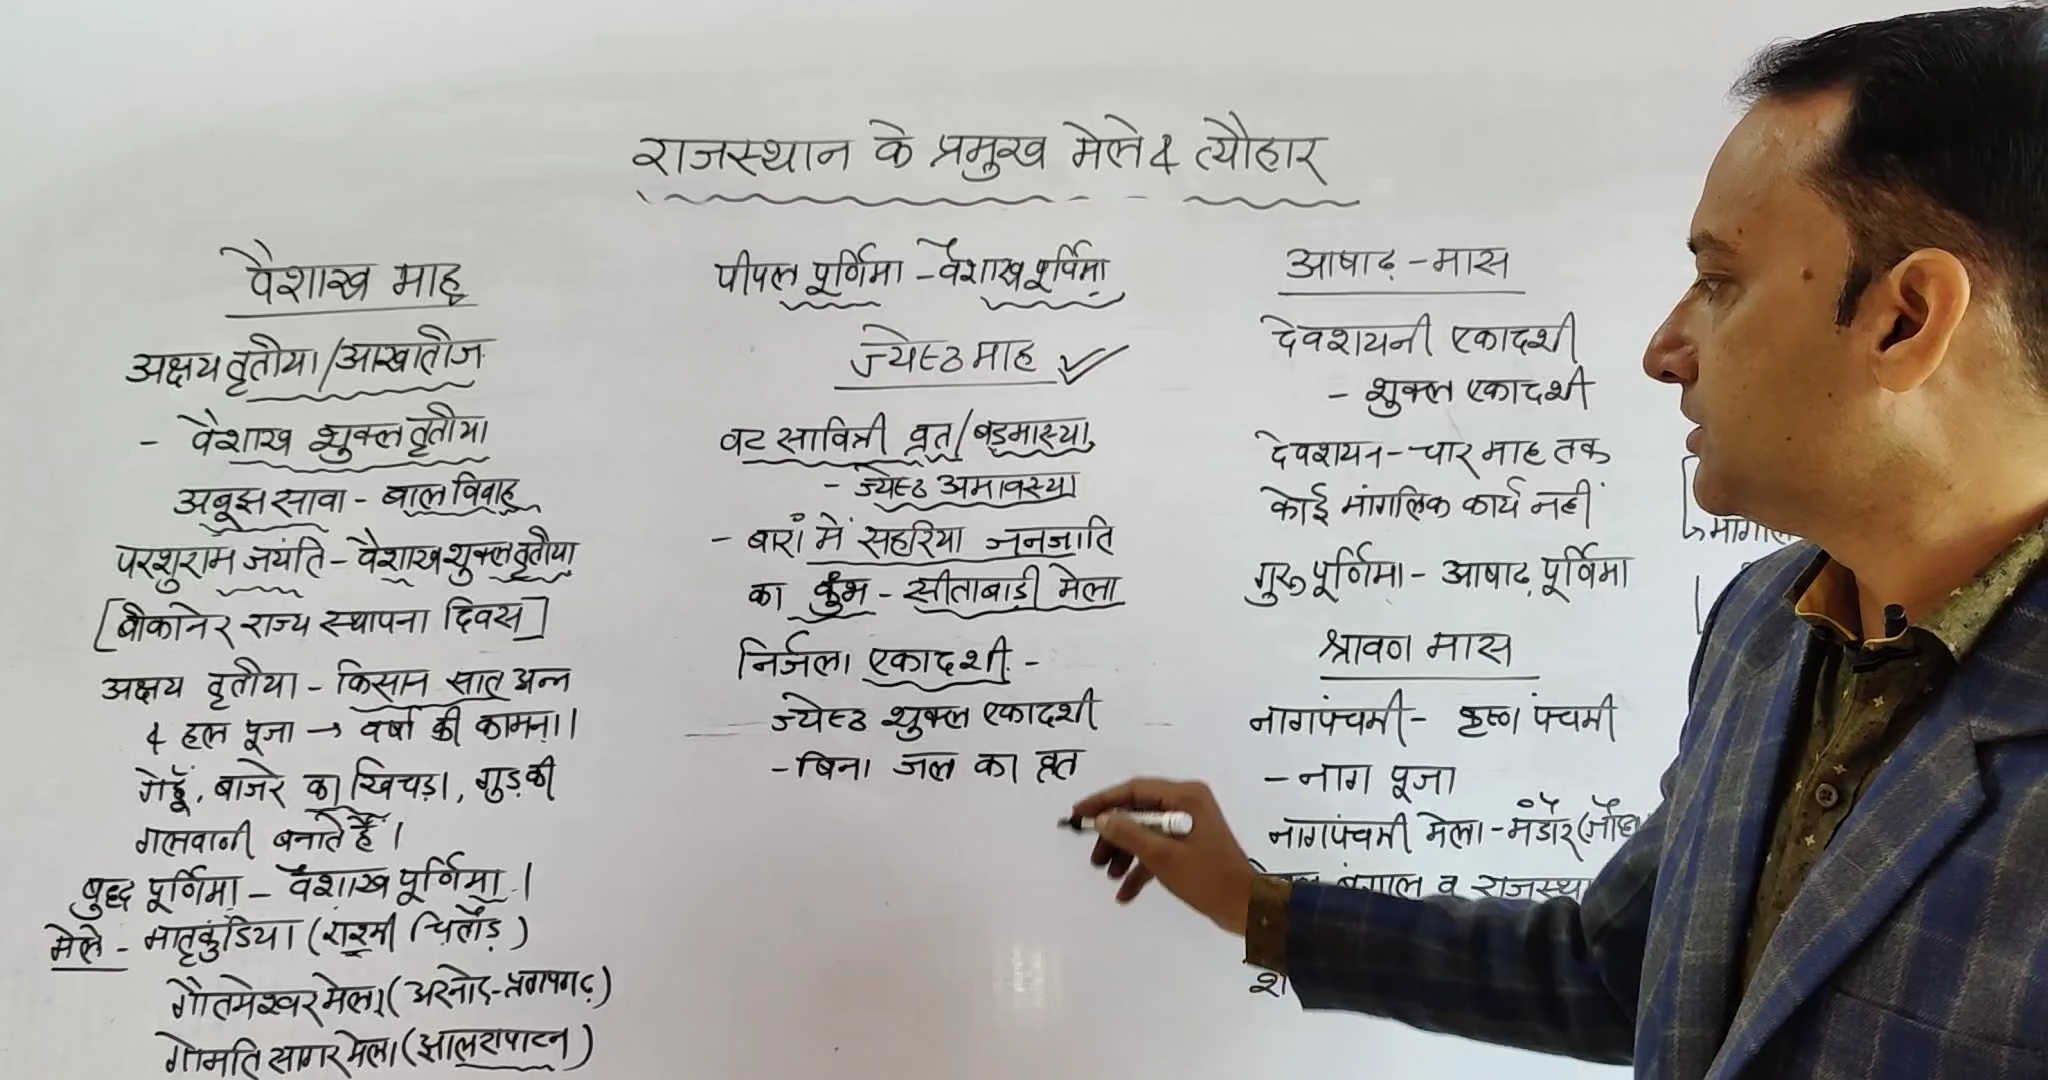 राजस्थान के प्रमुख मेले & त्यौहार
वैशाख माह
अक्षय तृतीया/आखातीज
- वैशाख शुक्ल तृतीया
अबूझ सावा - बाल विवाह
परशुराम जयंति - वैशाख शुक्ल तृतीया
[बीकानेर राज्य स्थापना दिवस]
अक्षय तृतीया - किसान सात अन्न
& हल पूजा → वर्षा की कामना।
गेहूँ, बाजरे का खिचड़ा, गुड़ की
गलवानी बनाते हैं।
बुद्ध पूर्णिमा - वैशाख पूर्णिमा।
मेले - मातृकुंडिया (राश्मी चितौड़)
गौतमेश्वर मेला (अरनोद-प्रतापगढ़)
गोमति सागर मेला (झालरापाटन)
पीपल पूर्णिमा - वैशाख पूर्णिमा
ज्येष्ठ माह
वट सावित्री व्रत/बड़मास्या,
- ज्येष्ठ अमावस्या
- बारां में सहरिया जनजाति
का कुंभ - सीताबाड़ी मेला
निर्जला एकादशी -
ज्येष्ठ शुक्ल एकादशी
- बिना जल का व्रत
आषाढ़ - मास
देवशयनी एकादशी
- शुक्ल एकादशी
देवशयन - चार माह तक
कोई मांगलिक कार्य नहीं
गुरु पूर्णिमा - आषाढ़ पूर्णिमा
श्रावण मास
नागपंचमी - कृष्ण पंचमी
- नाग पूजा
नागपंचमी मेला - मंडोर (जोध
बंगाल व राजस्था